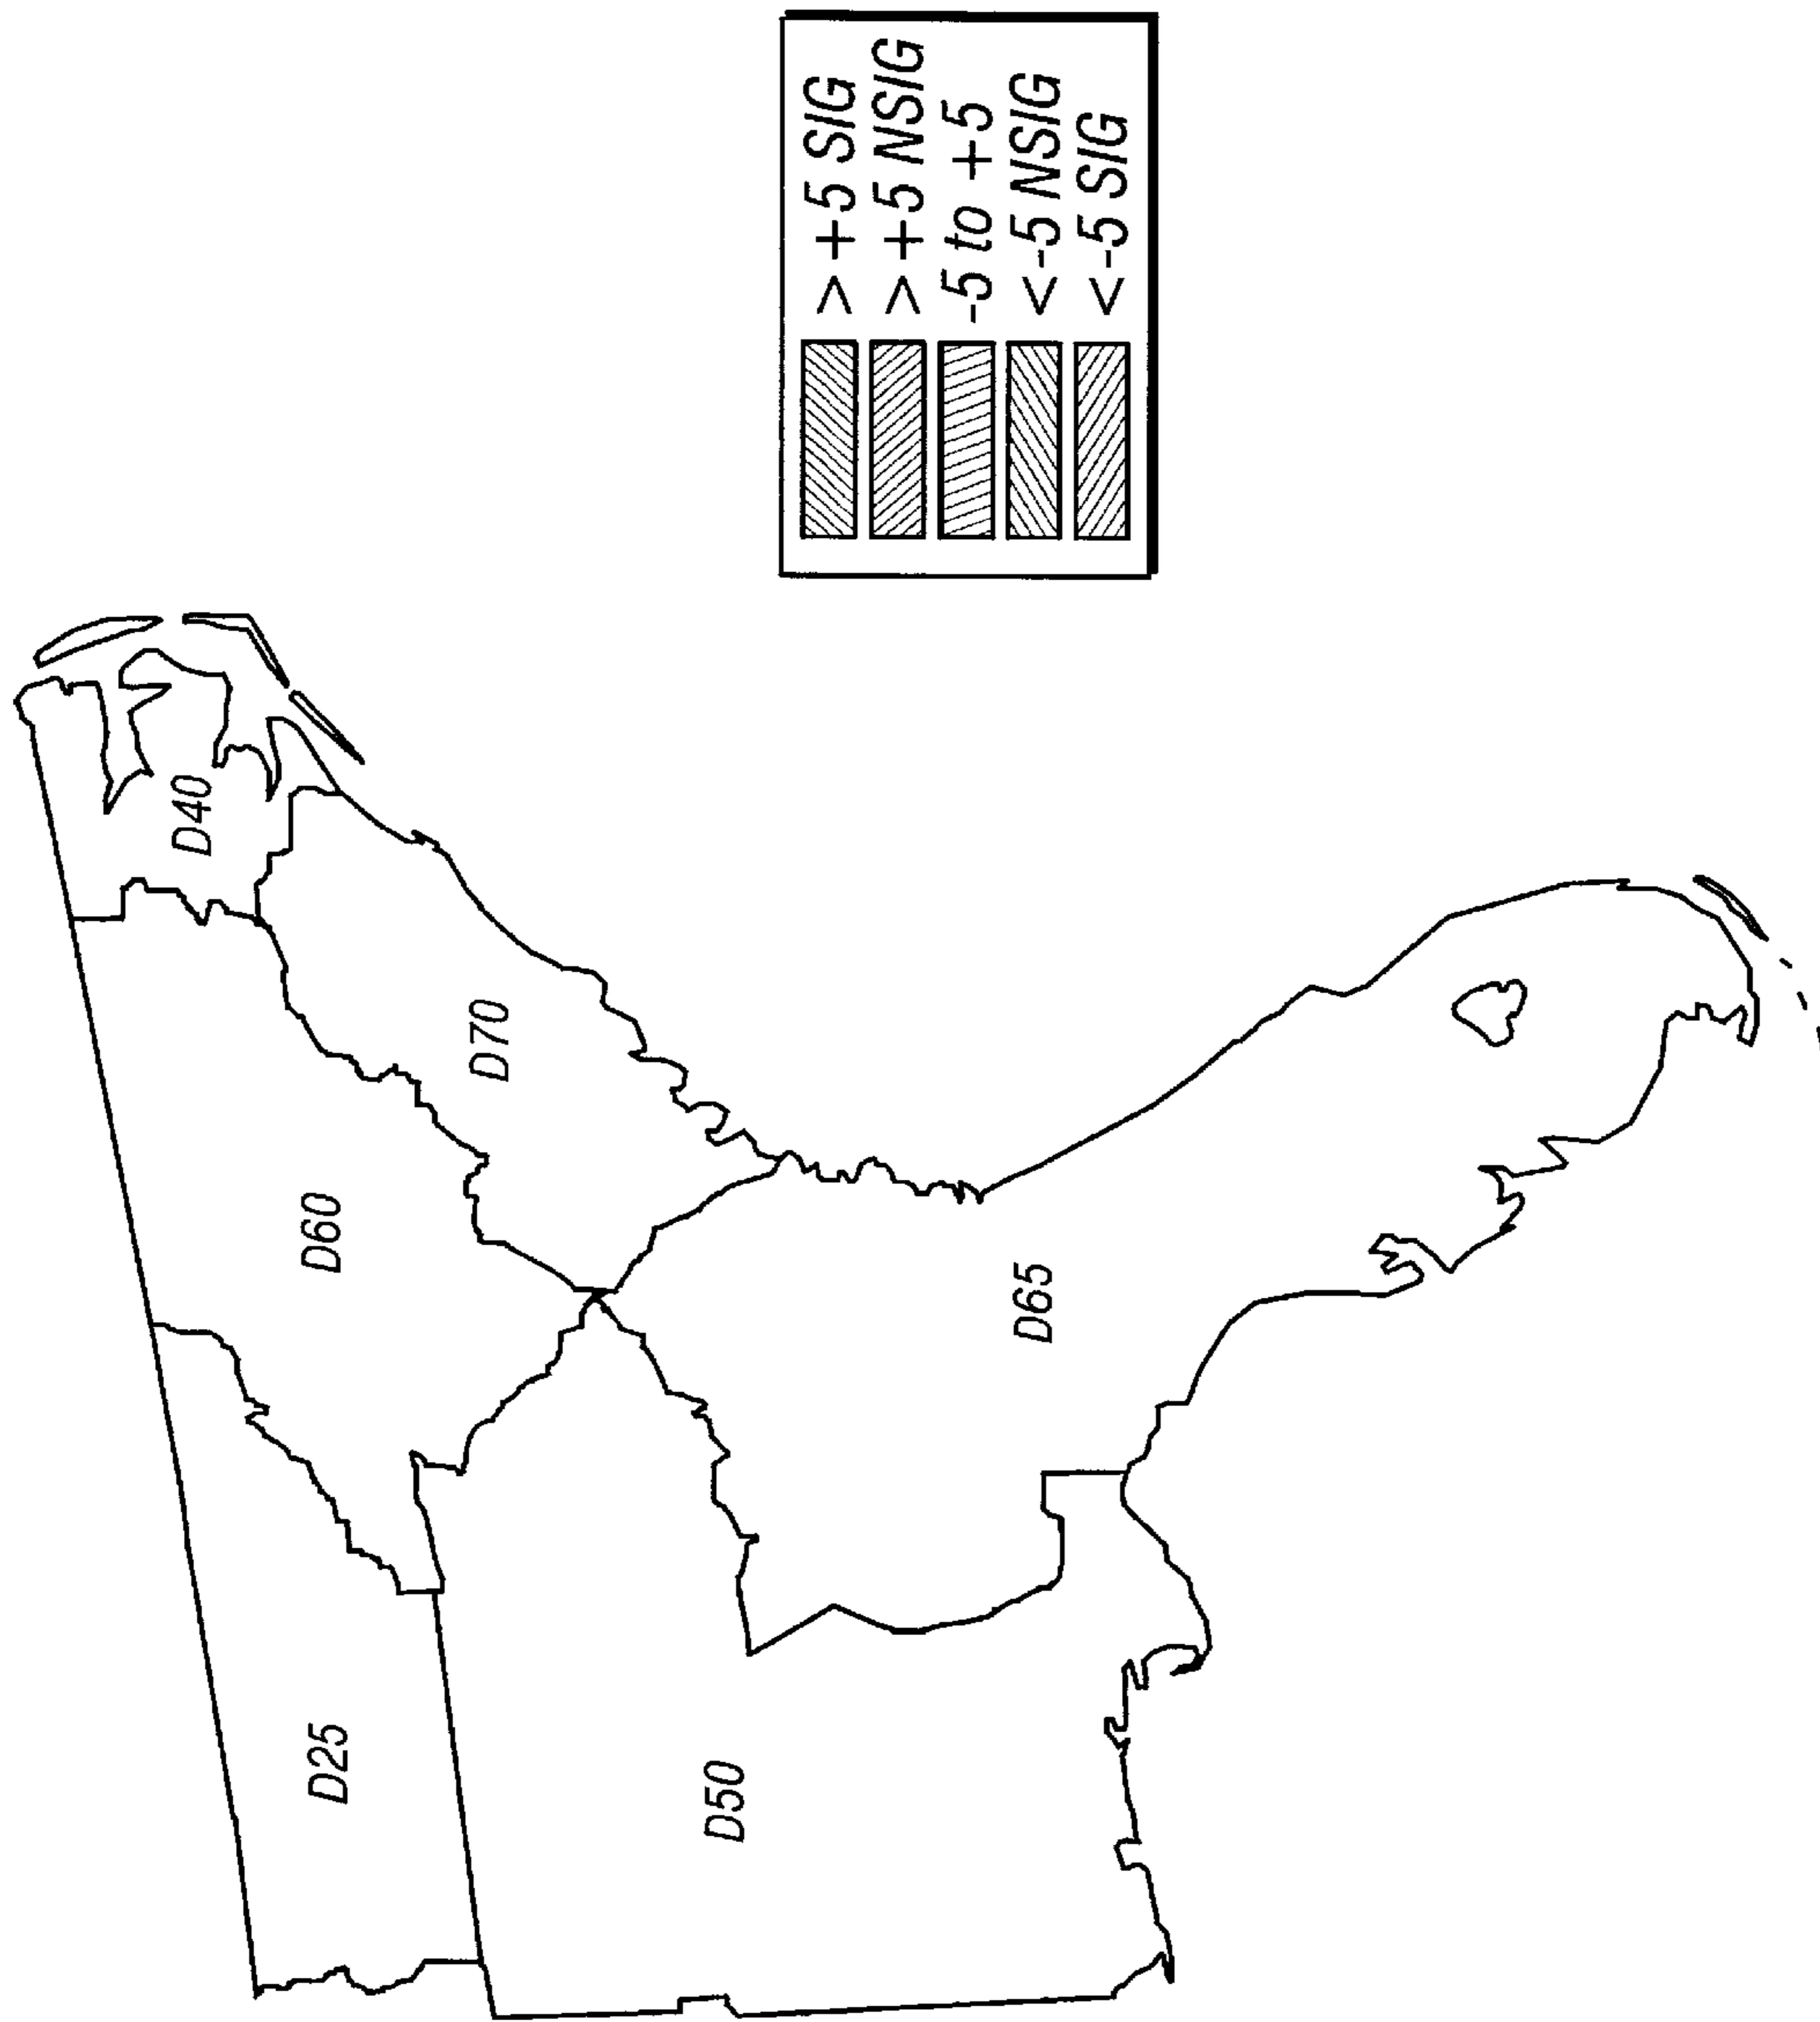 > +5 SIG
> +5 NSIG
-5 to +5
<-5 NSIG
<-5 SIG
D40
D70
D60
D65
D25
D50